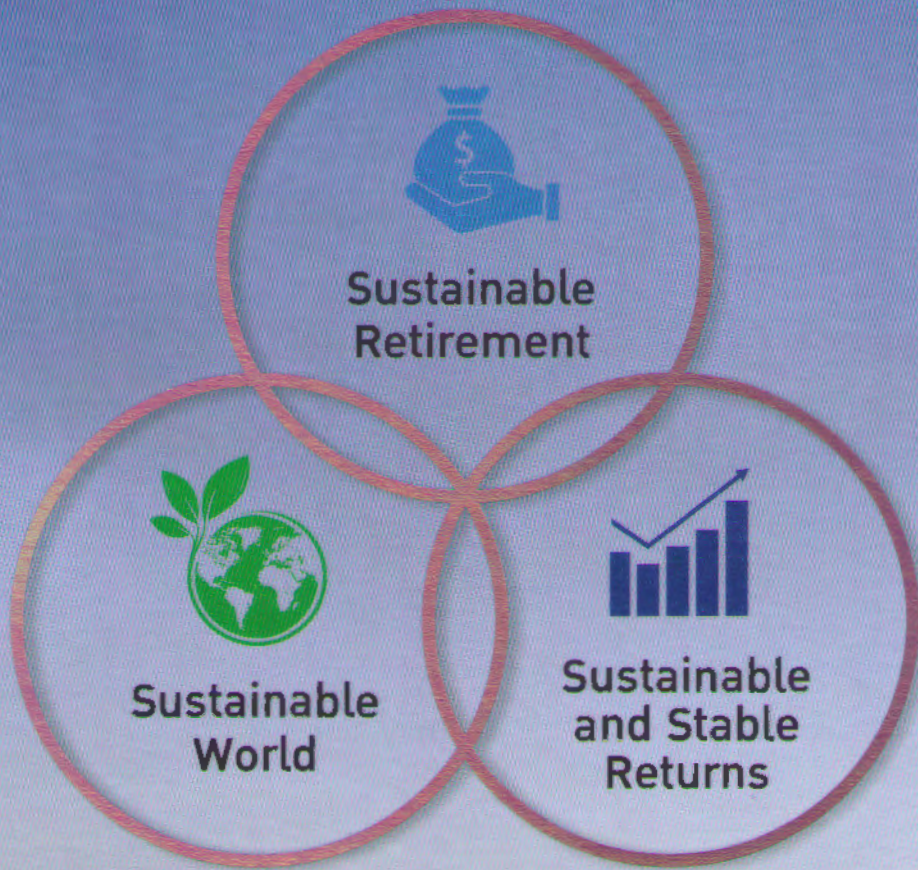 $
Sustainable
Retirement
Sustainable
World
Sustainable
and Stable
Returns